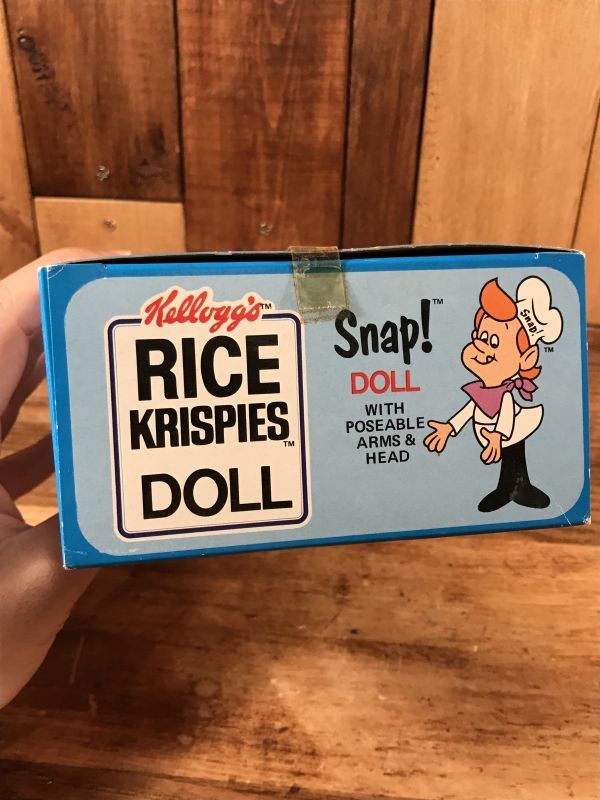 Kellogg's™
RICE
KRISPIES™
DOLL
Snap!™
DOLL
WITH
POSEABLE
ARMS &
HEAD
SNAP!
TM